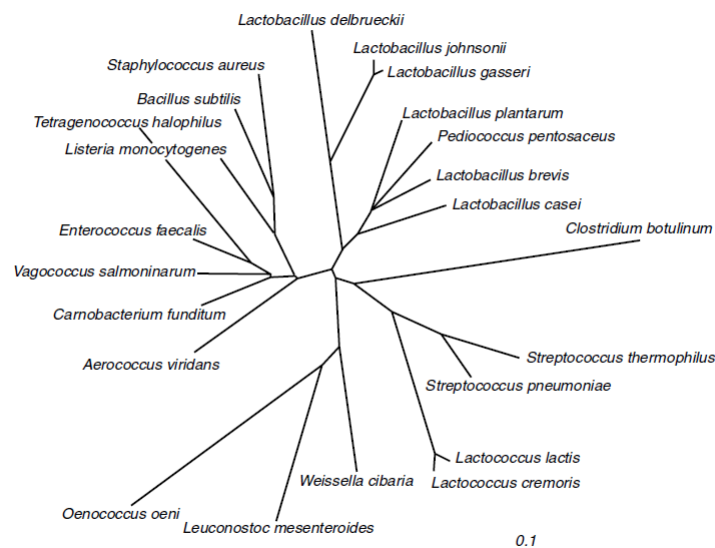 Lactobacillus delbrueckii
Lactobacillus johnsonii
Staphylococcus aureus
Lactobacillus gasseri
Bacillus subtilis
Lactobacillus plantarum
Tetragenococcus halophilus
Pediococcus pentosaceus
Listeria monocytogenes
Lactobacillus brevis
Lactobacillus casei
Enterococcus faecalis
Clostridium botulinum
Vagococcus salmoninarum
Carnobacterium funditum
Aerococcus viridans
Streptococcus thermophilus
Streptococcus pneumoniae
Lactococcus lactis
Weissella cibaria
Lactococcus cremoris
Oenococcus oeni
Leuconostoc mesenteroides
0.1